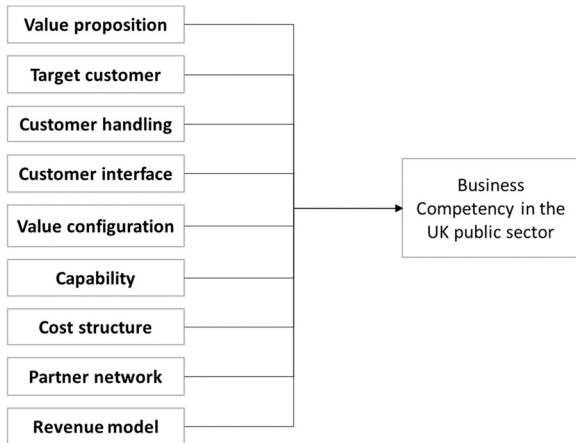 Value proposition
Target customer
Customer handling
Customer interface
Value configuration
Capability
Cost structure
Partner network
Revenue model
Business
Competency in the
UK public sector